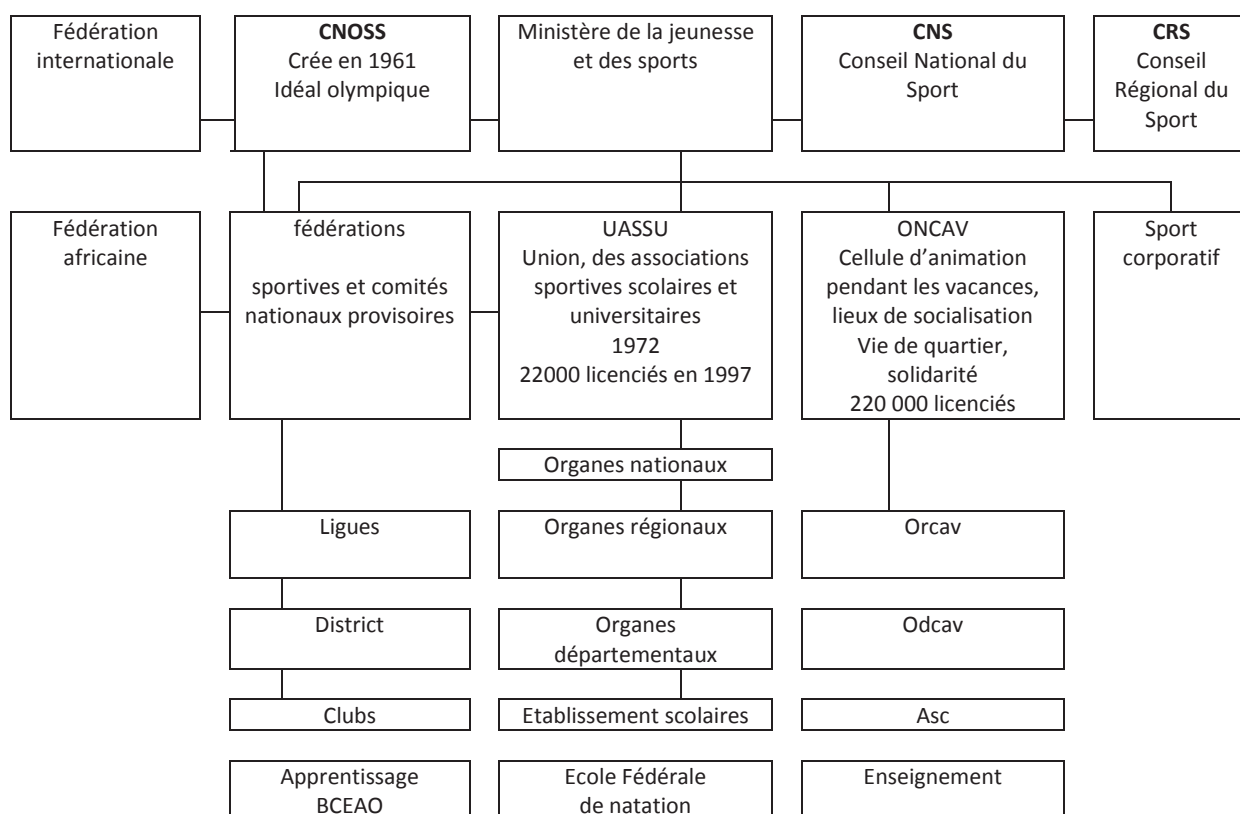 Fédération
internationale
CNOSS
Crée en 1961
Idéal olympique
Ministère de la jeunesse
et des sports
CNS
Conseil National du
Sport
CRS
Conseil
Régional du
Sport
Fédération
africaine
fédérations
sportives et comités
nationaux provisoires
UASSU
Union, des associations
sportives scolaires et
universitaires
1972
22000 licenciés en 1997
ONCAV
Cellule d’animation
pendant les vacances,
lieux de socialisation
Vie de quartier,
solidarité
220 000 licenciés
Sport
corporatif
Organes nationaux
Ligues
Organes régionaux
Orcav
District
Organes
départementaux
Odcav
Clubs
Etablissement scolaires
Asc
Apprentissage
BCEAO
Ecole Fédérale
de natation
Enseignement